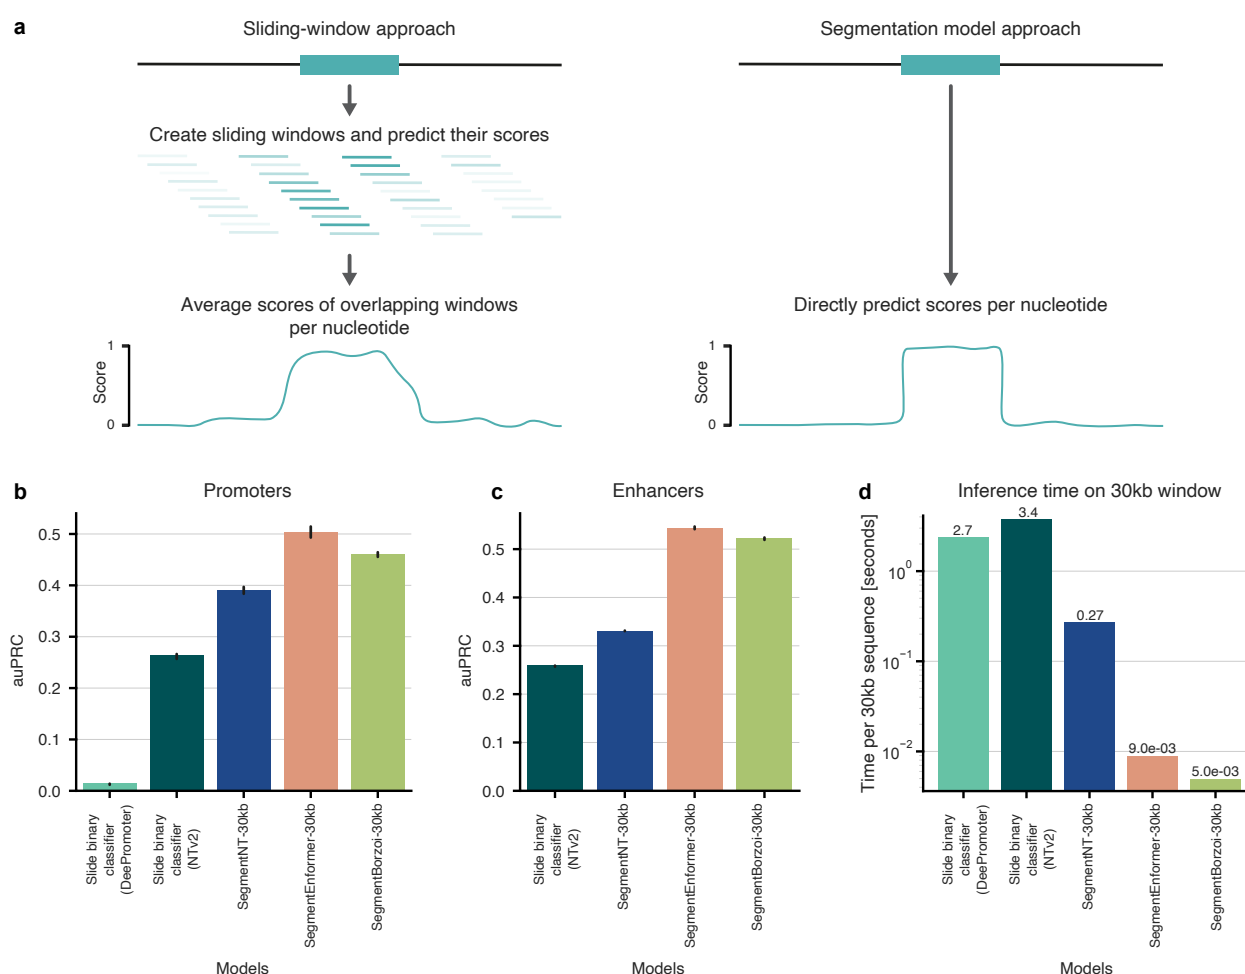 a
Sliding-window approach
Create sliding windows and predict their scores
Average scores of overlapping windows
per nucleotide
1
Score
0
Segmentation model approach
Directly predict scores per nucleotide
1
Score
0
b
Promoters
auPRC
0.5
0.4
0.3
0.2
0.1
0.0
Slide binary
classifier
(DeePromoter)
Slide binary
classifier
(NTv2)
SegmentNT-30kb
SegmentEnformer-30kb
SegmentBorzoi-30kb
Models
c
Enhancers
auPRC
0.5
0.4
0.3
0.2
0.1
0.0
Slide binary
classifier
(NTv2)
SegmentNT-30kb
SegmentEnformer-30kb
SegmentBorzoi-30kb
Models
d
Inference time on 30kb window
Time per 30kb sequence [seconds]
10⁰
10⁻¹
10⁻²
2.7
3.4
0.27
9.0e-03
5.0e-03
Slide binary
classifier
(DeePromoter)
Slide binary
classifier
(NTv2)
SegmentNT-30kb
SegmentEnformer-30kb
SegmentBorzoi-30kb
Models